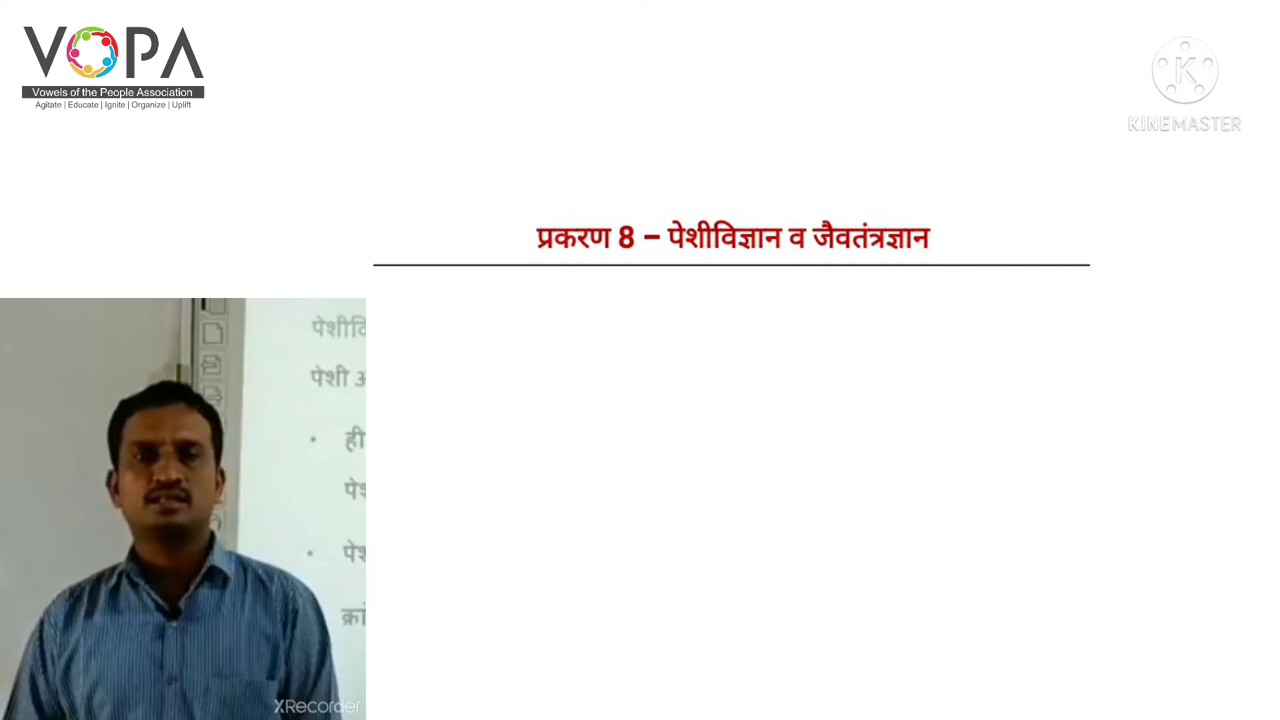 VOPA
Vowels of the People Association
Agitate | Educate | Ignite | Organize | Uplift
K
KINEMASTER
प्रकरण 8 – पेशीविज्ञान व जैवतंत्रज्ञान
पेशीवि
पेशी अ
• ही
पेश
• पेश
क्रां
XRecorder